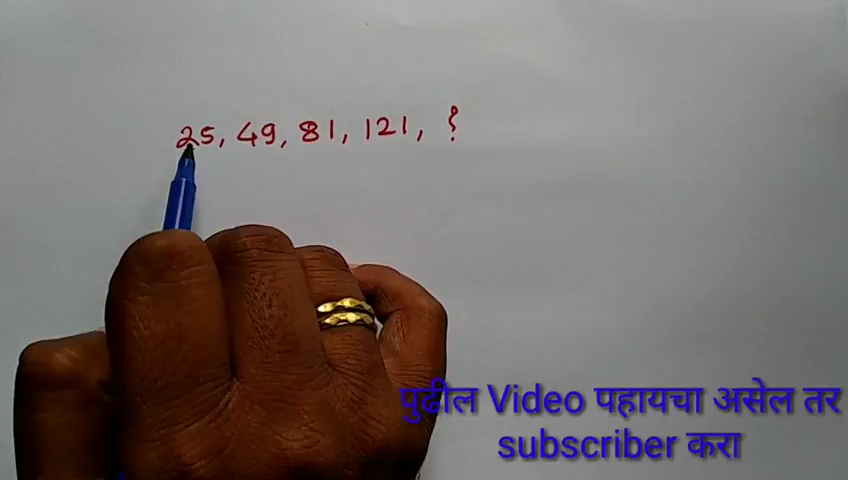 25, 49, 81, 121, ?
पुढील Video पहायचा असेल तर
subscriber करा